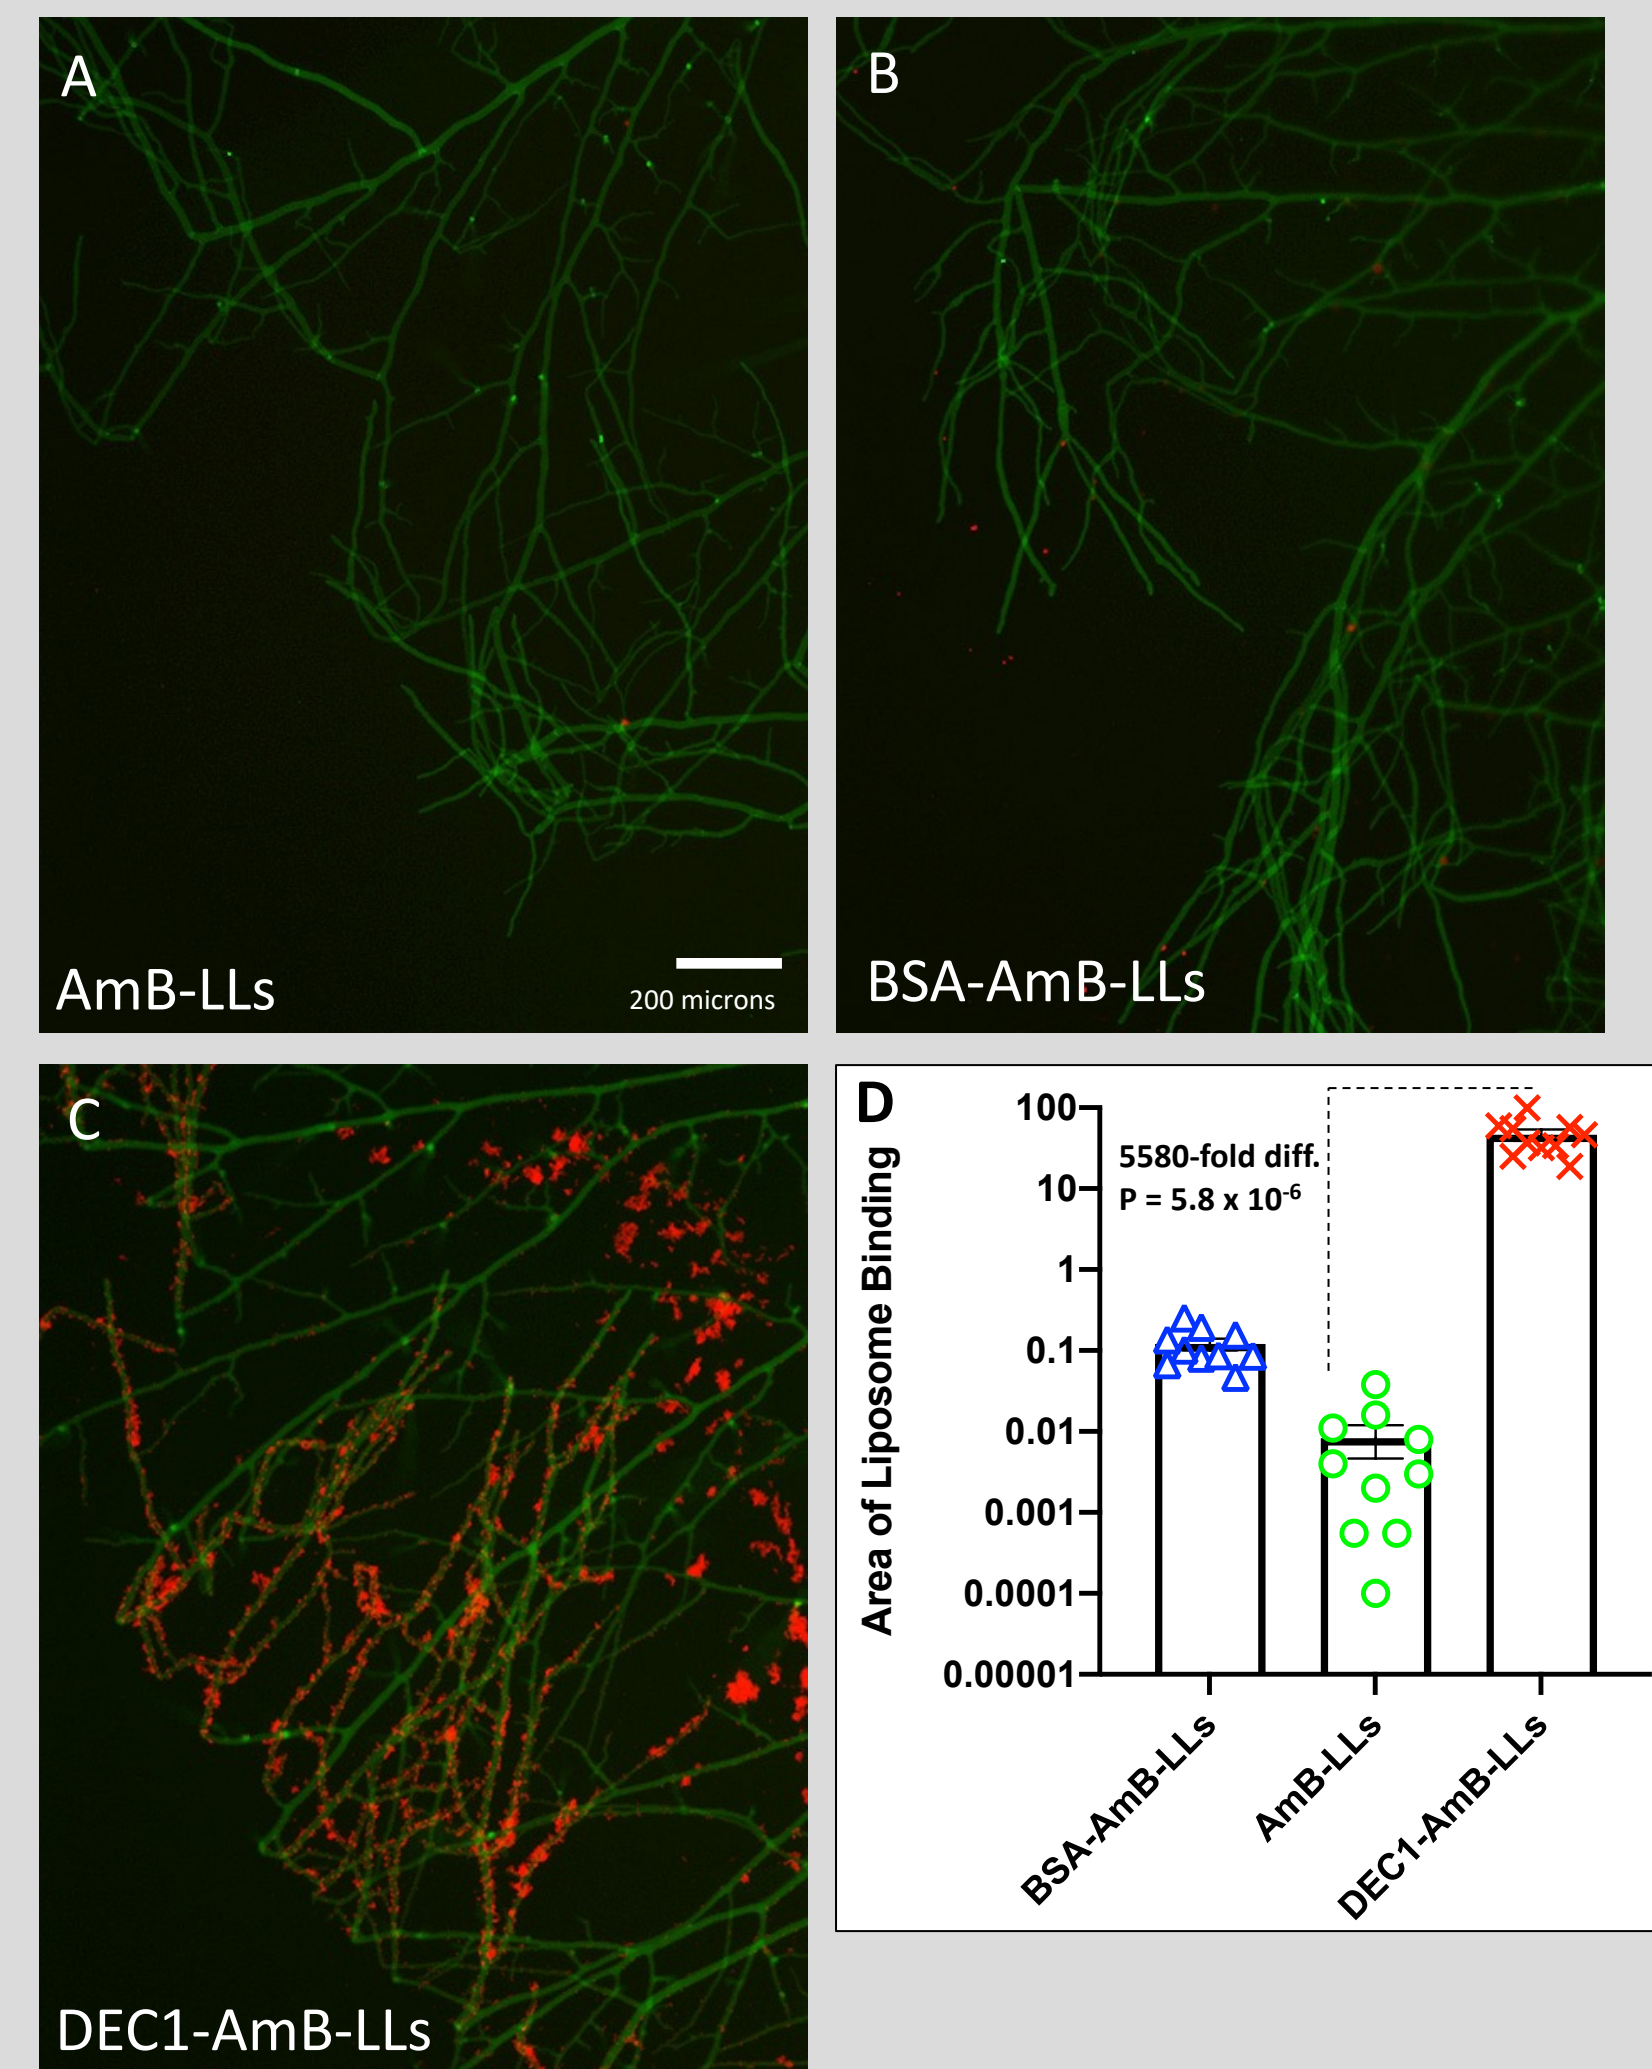 A
AmB-LLs
200 microns
B
BSA-AmB-LLs
C
DEC1-AmB-LLs
D
Area of Liposome Binding
100
10
1
0.1
0.01
0.001
0.0001
0.00001
5580-fold diff.
P = 5.8 x 10⁻⁶
BSA-AmB-LLs
AmB-LLs
DEC1-AmB-LLs